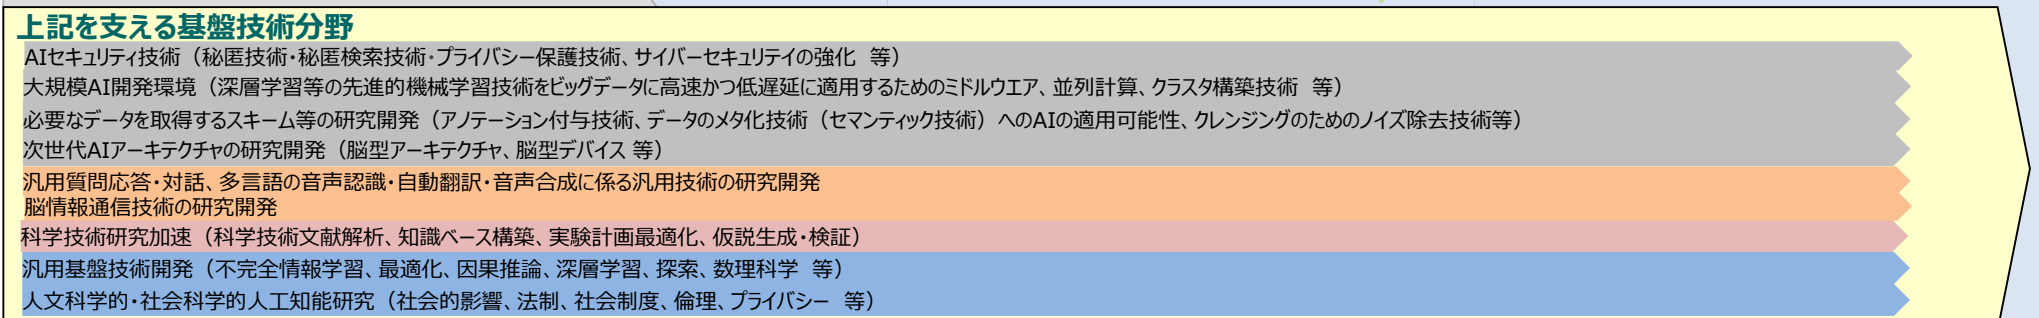 上記を支える基盤技術分野
AIセキュリティ技術（秘匿技術・秘匿検索技術・プライバシー保護技術、サイバーセキュリテイの強化 等）
大規模AI開発環境（深層学習等の先進的機械学習技術をビッグデータに高速かつ低遅延に適用するためのミドルウエア、並列計算、クラスタ構築技術 等）
必要なデータを取得するスキーム等の研究開発（アノテーション付与技術、データのメタ化技術（セマンティック技術）へのAIの適用可能性、クレンジングのためのノイズ除去技術等）
次世代AIアーキテクチャの研究開発（脳型アーキテクチャ、脳型デバイス 等）
汎用質問応答・対話、多言語の音声認識・自動翻訳・音声合成に係る汎用技術の研究開発
脳情報通信技術の研究開発
科学技術研究加速（科学技術文献解析、知識ベース構築、実験計画最適化、仮説生成・検証）
汎用基盤技術開発（不完全情報学習、最適化、因果推論、深層学習、探索、数理科学 等）
人文科学的・社会科学的人工知能研究（社会的影響、法制、社会制度、倫理、プライバシー 等）